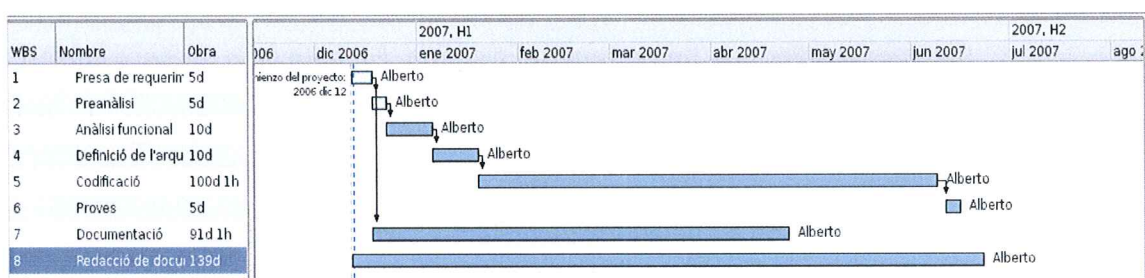 2007, H1 2007, H2
WBS Nombre Obra 006 dic 2006 ene 2007 feb 2007 mar 2007 abr 2007 may 2007 jun 2007 jul 2007 ago 2
1 Presa de requerin 5d nienzo del proyecto: Alberto
2006 dic 12
2 Preanàlisi 5d Alberto
3 Anàlisi funcional 10d Alberto
4 Definició de l'arqu 10d Alberto
5 Codificació 100d 1h Alberto
6 Proves 5d Alberto
7 Documentació 91d 1h Alberto
8 Redacció de docui 139d Alberto